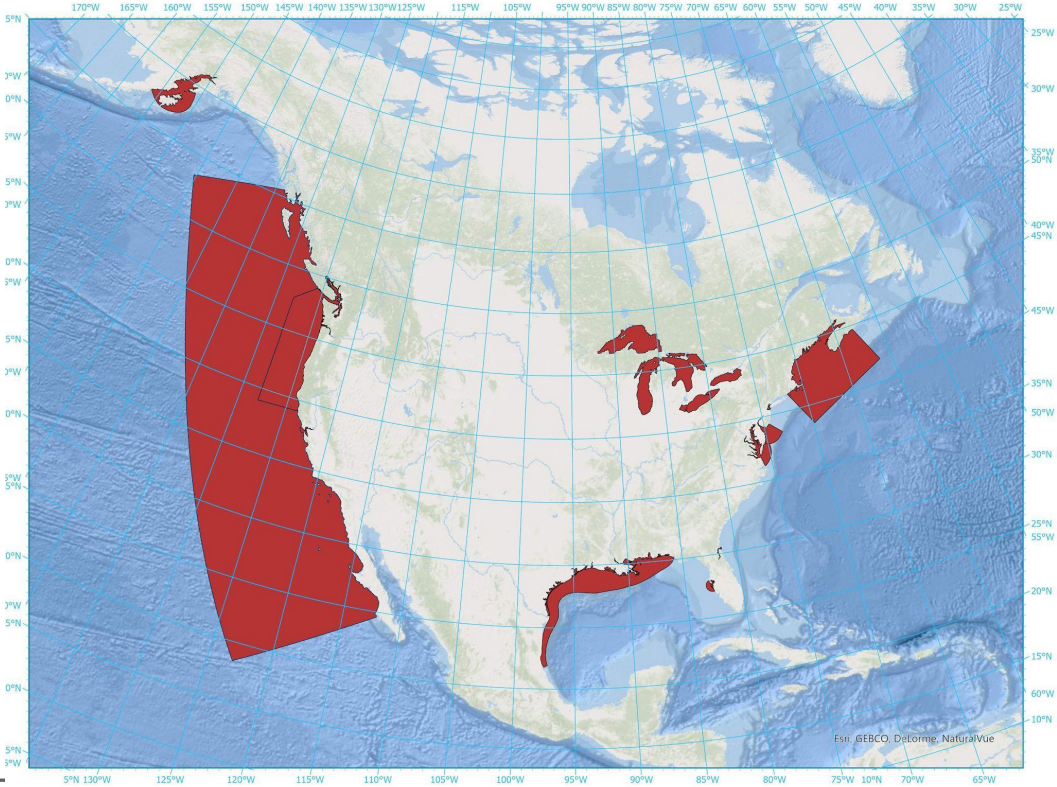 170°W 165°W 160°W 155°W 150°W 145°W 140°W 135°W 130°W 125°W 115°W 105°W 95°W 90°W 85°W 80°W 75°W 70°W 65°W 60°W 55°W 50°W 45°W 40°W 35°W 30°W 25°W
25°W
30°W
35°W
50°N
40°W
45°N
45°W
35°N
50°W
30°N
25°N
55°W
20°N
15°N
60°W
10°N
Esri, GEBCO, DeLorme, NaturalVue
5°N 130°W 125°W 120°W 115°W 110°W 105°W 100°W 95°W 90°W 85°W 80°W 75°W 10°N 70°W 65°W